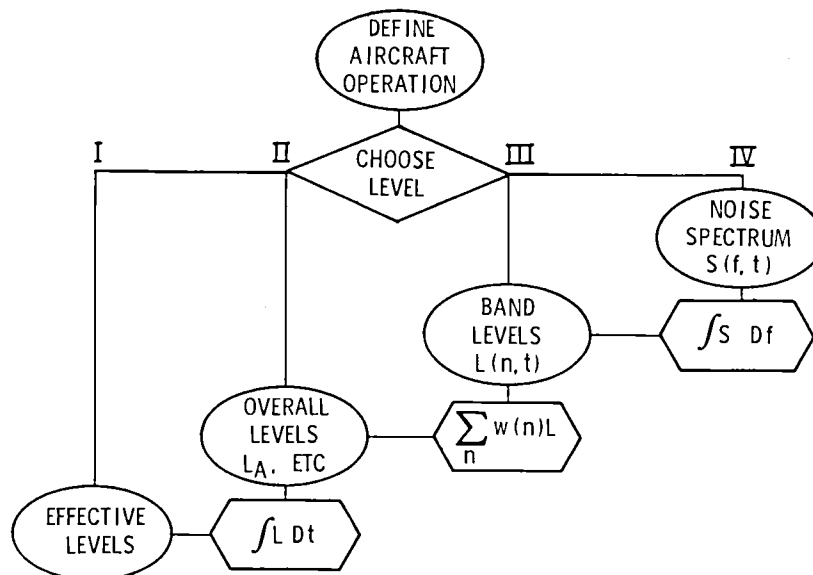 DEFINE
AIRCRAFT
OPERATION
I
II
III
IV
CHOOSE
LEVEL
NOISE
SPECTRUM
S(f, t)
BAND
LEVELS
L(n, t)
∫S Df
OVERALL
LEVELS
LA, ETC
∑ w(n)L
n
EFFECTIVE
LEVELS
∫L Dt